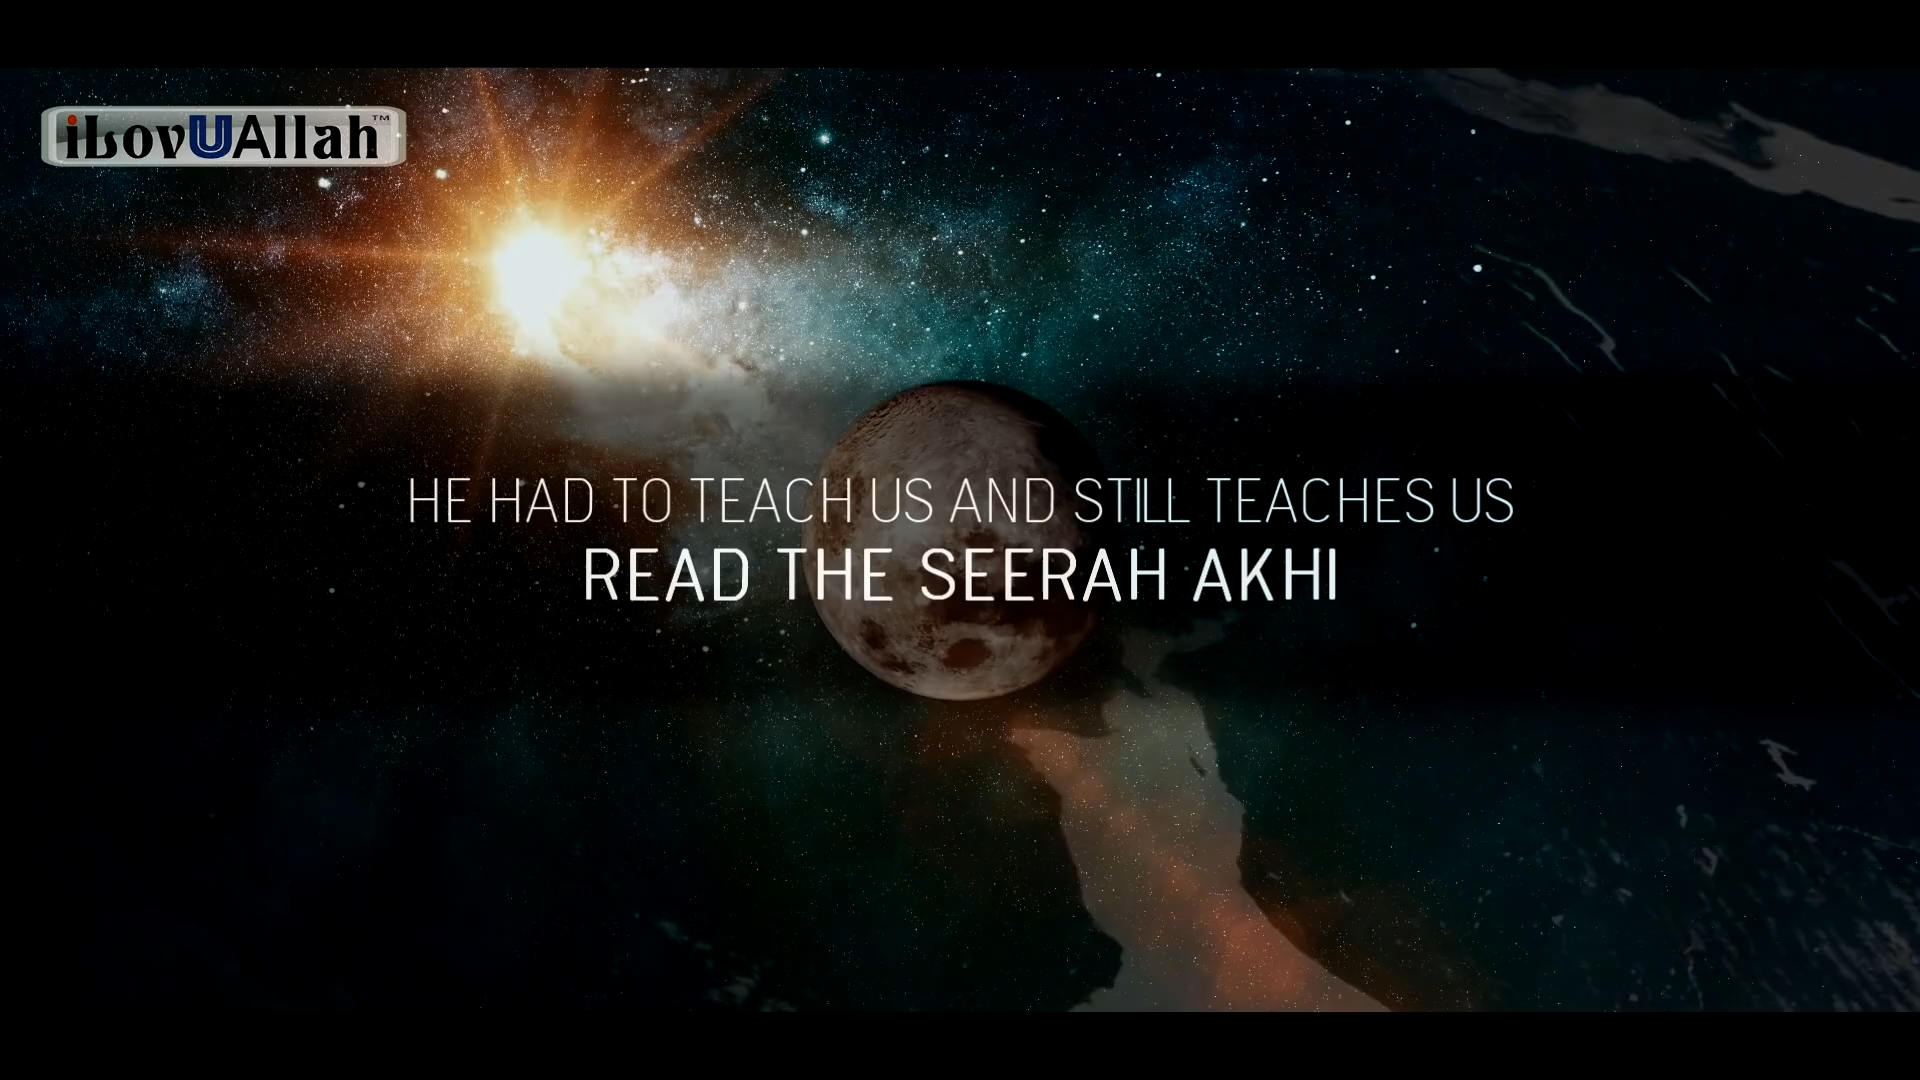 iLovUAllah™
HE HAD TO TEACH US AND STILL TEACHES US
READ THE SEERAH AKHI